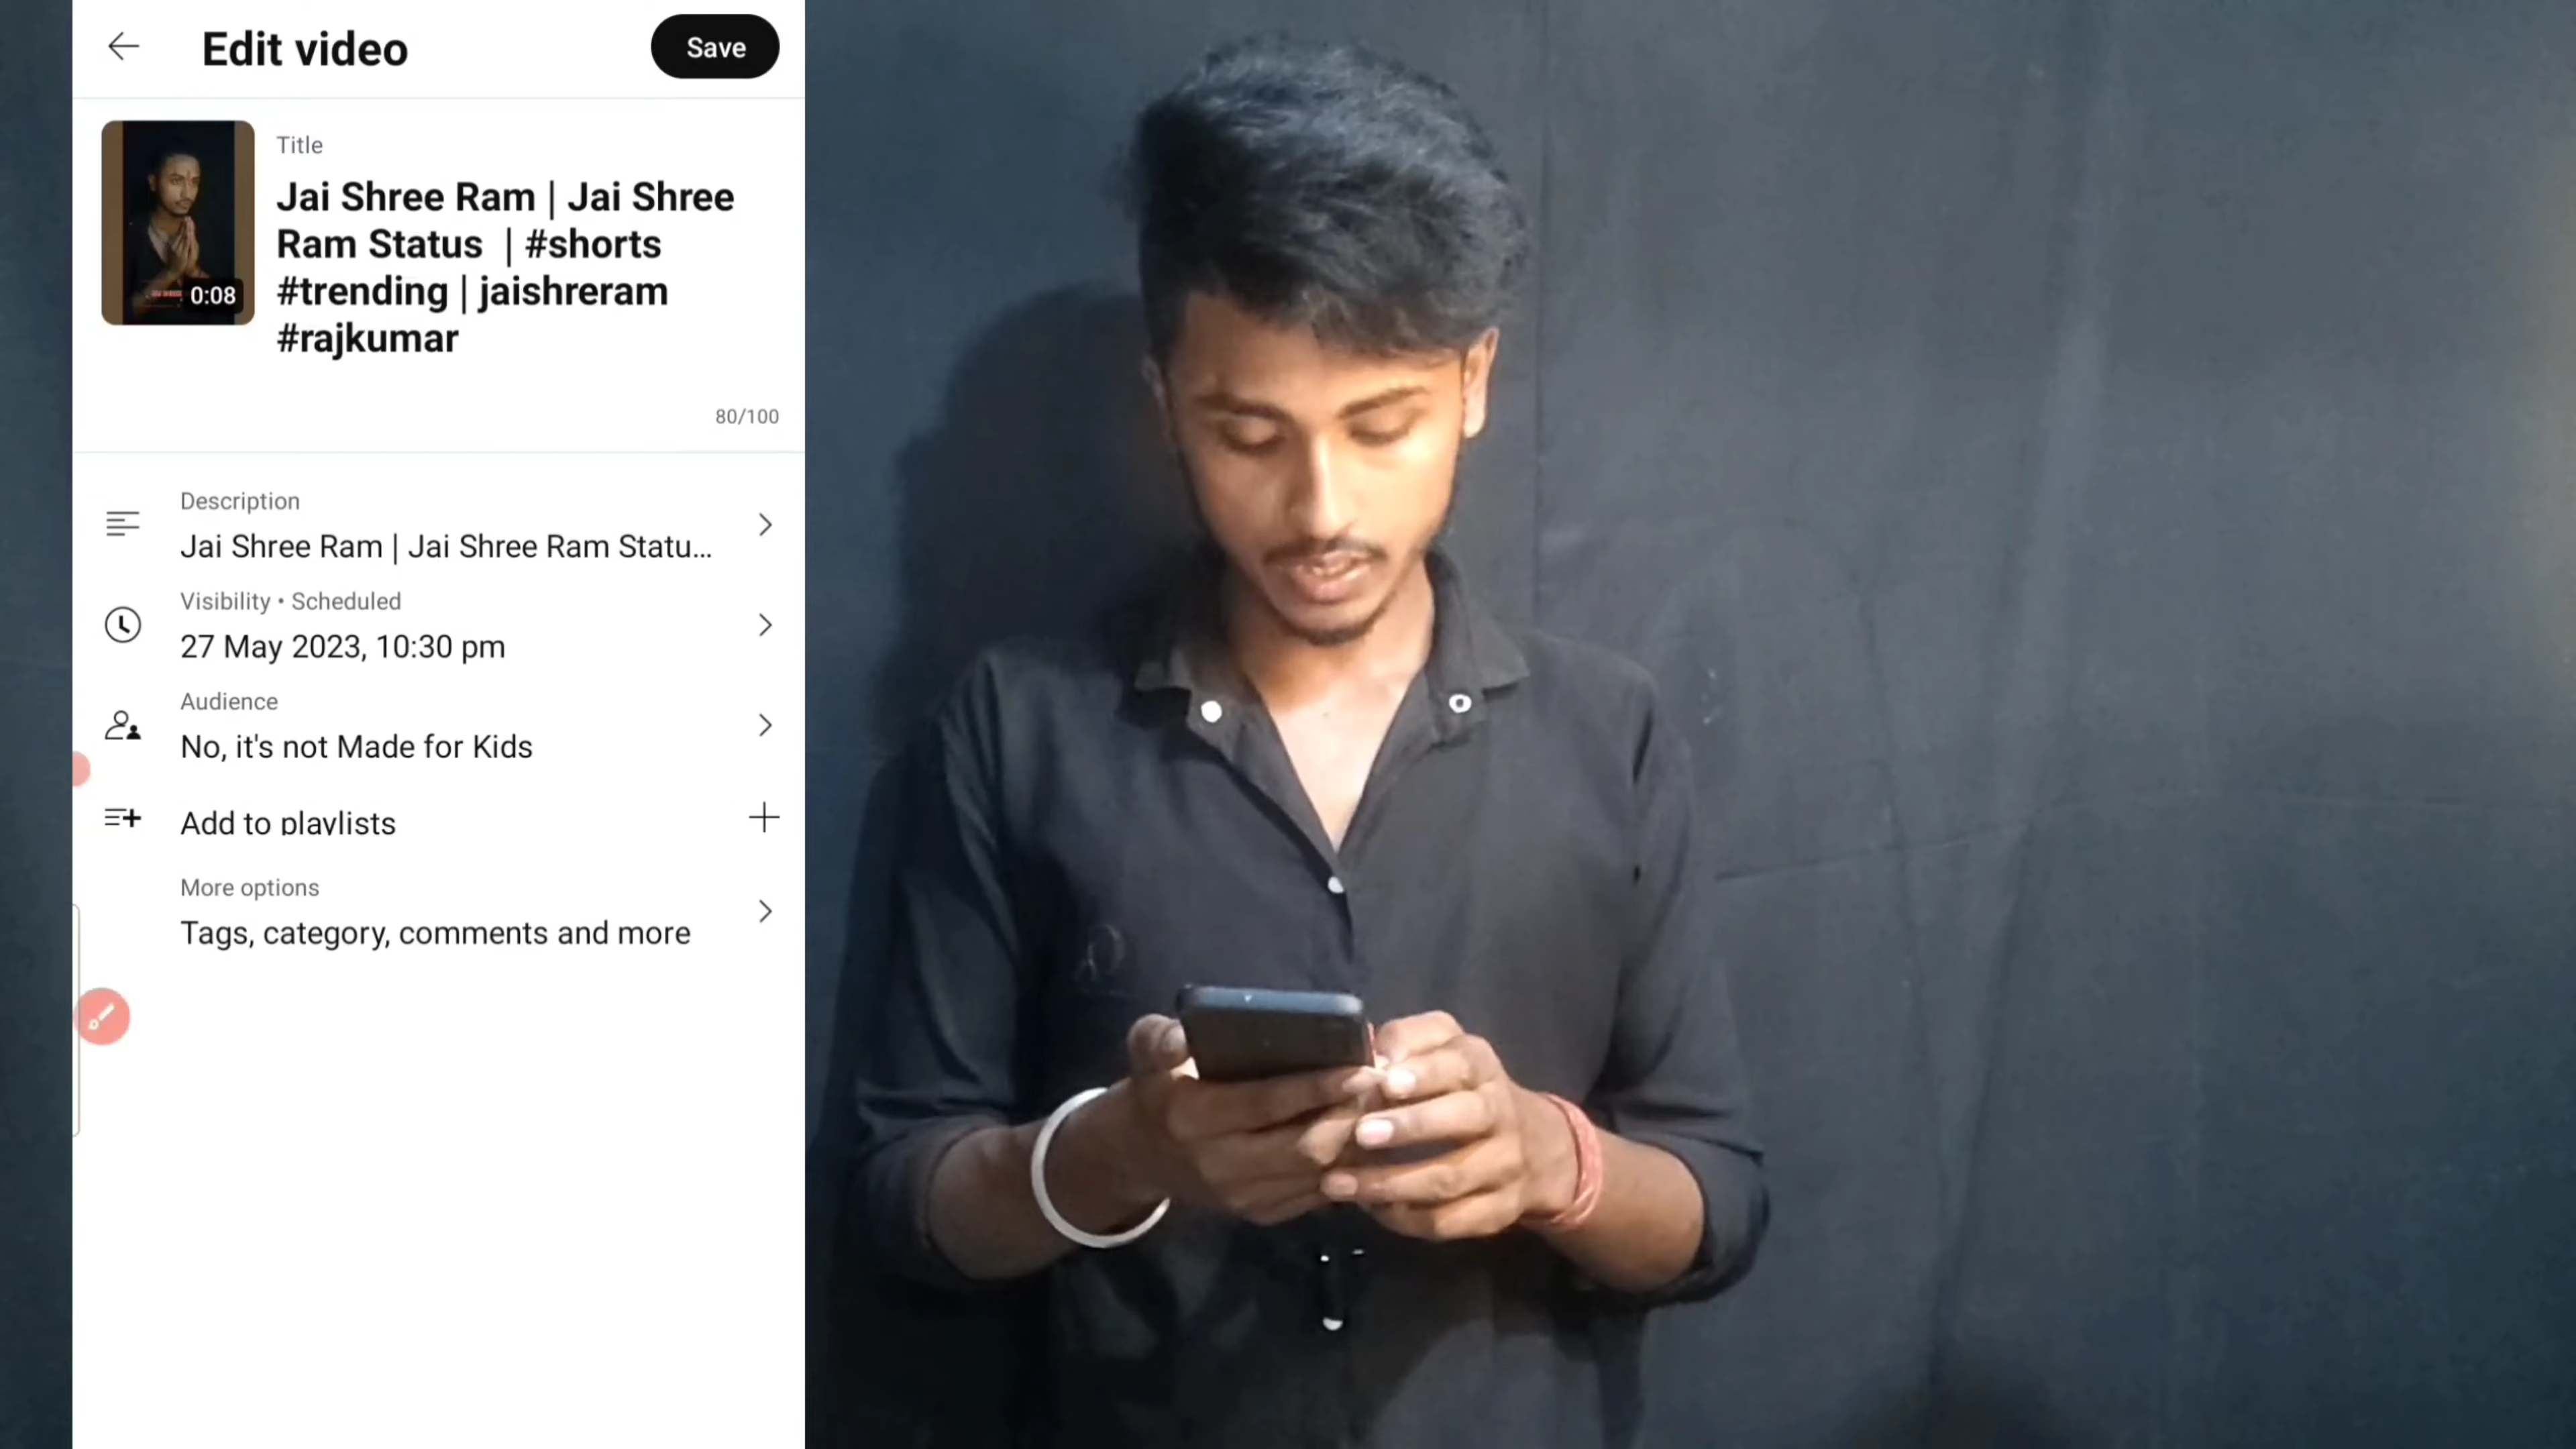 Edit video
Save
Title
Jai Shree Ram | Jai Shree
Ram Status | #shorts
#trending | jaishreram
#rajkumar
0:08
80/100
Description
Jai Shree Ram | Jai Shree Ram Statu...
Visibility • Scheduled
27 May 2023, 10:30 pm
Audience
No, it's not Made for Kids
Add to playlists
More options
Tags, category, comments and more